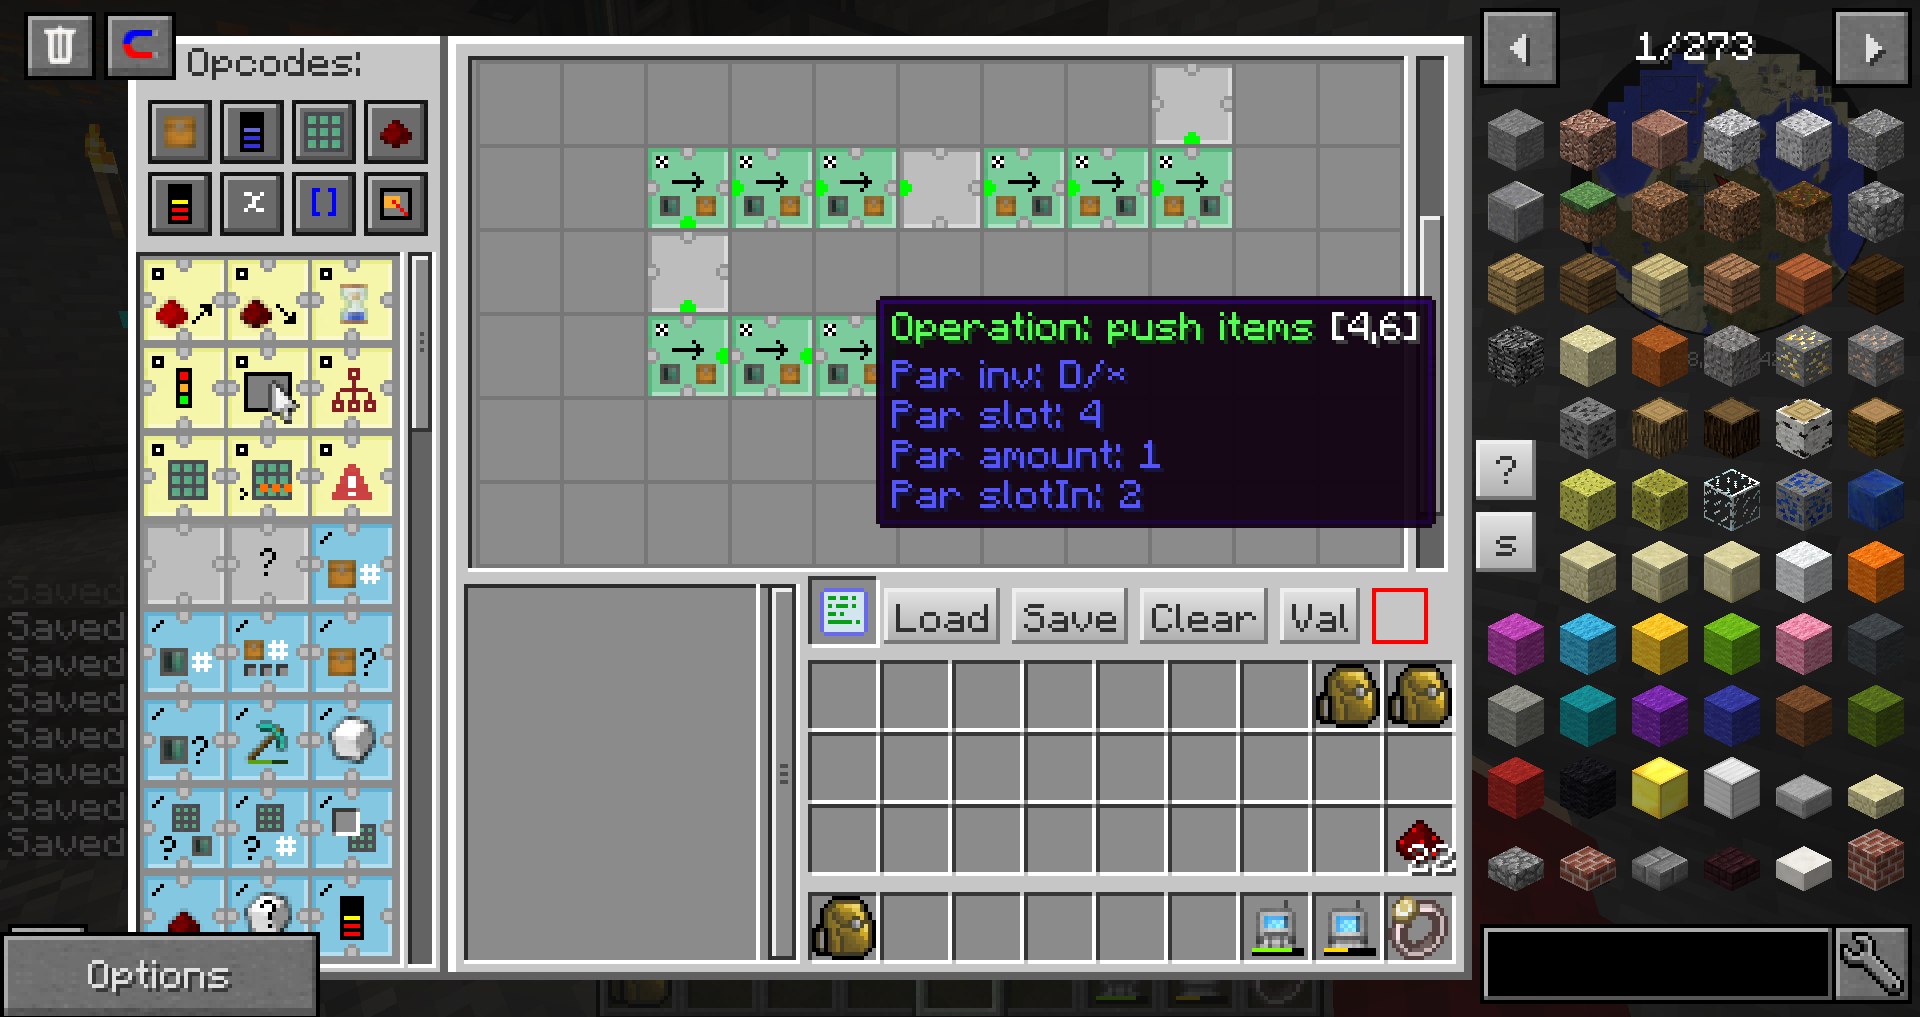 Opcodes:
1/273
Operation: push items [4,6]
Par inv: D/×
Par slot: 4
Par amount: 1
Par slotIn: 2
?
s
Load
Save
Clear
Val
Saved
Saved
Saved
Saved
Saved
Saved
Saved
Saved
22
Options